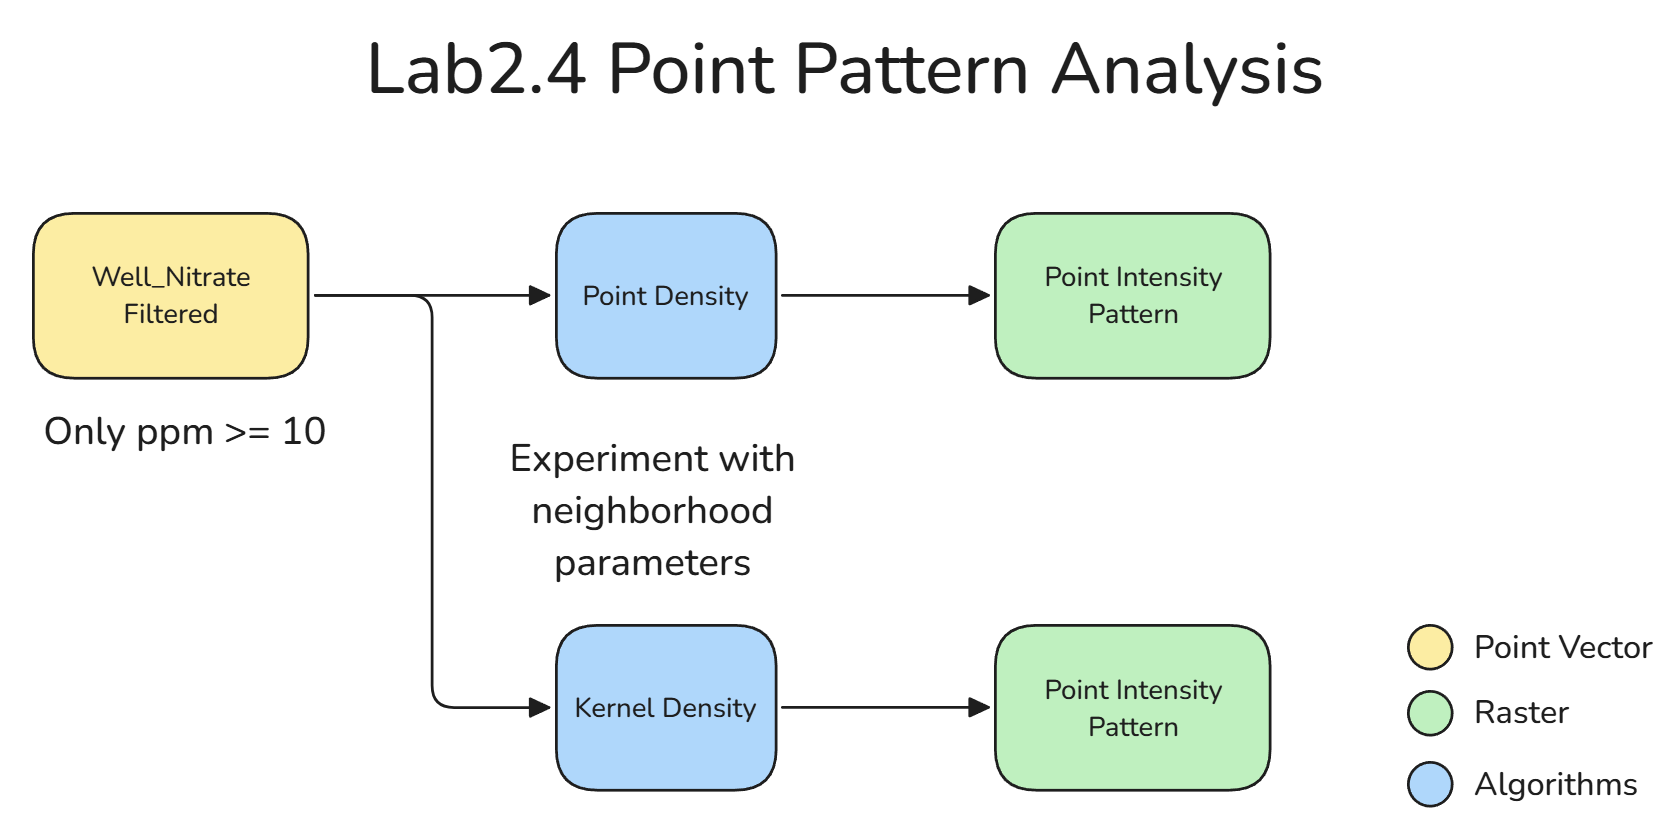 Lab2.4 Point Pattern Analysis
Well_Nitrate
Filtered
Point Density
Point Intensity
Pattern
Only ppm >= 10
Experiment with
neighborhood
parameters
Kernel Density
Point Intensity
Pattern
Point Vector
Raster
Algorithms